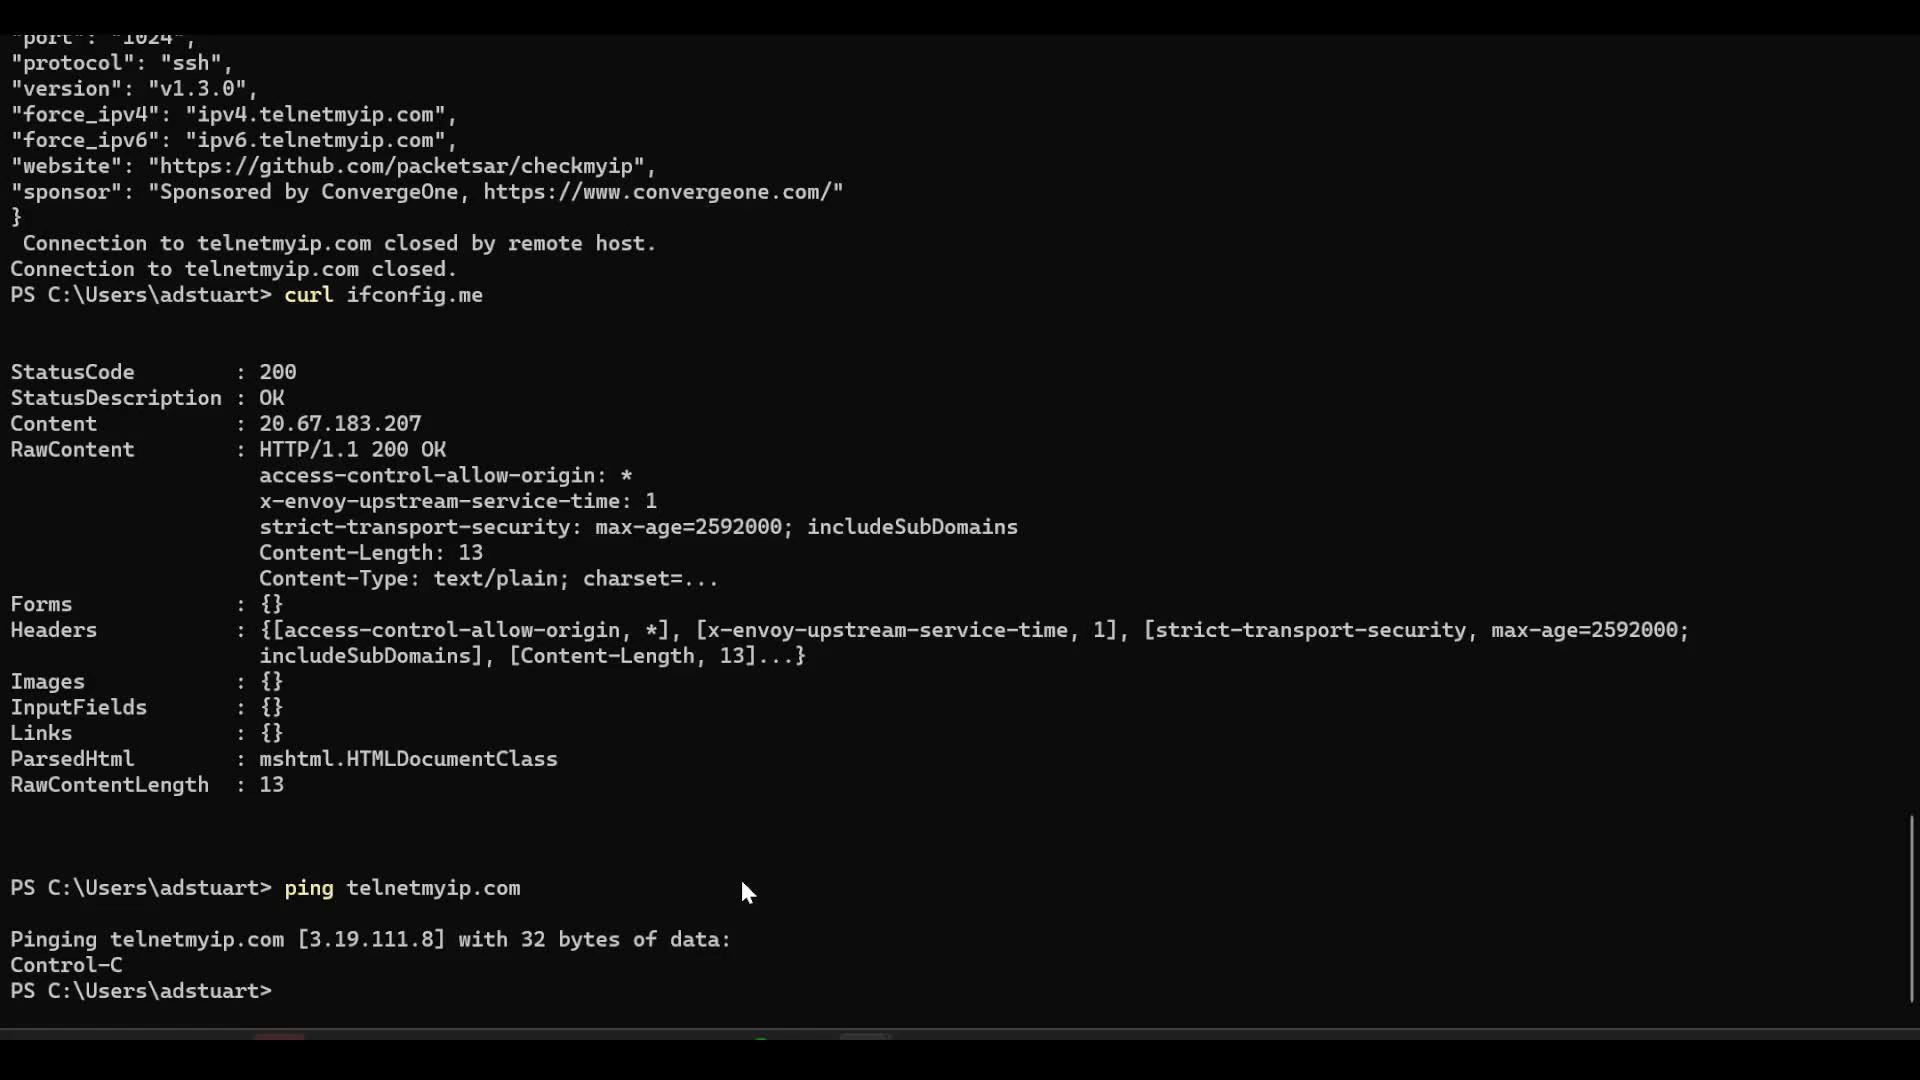 "port": "1024",
"protocol": "ssh",
"version": "v1.3.0",
"force_ipv4": "ipv4.telnetmyip.com",
"force_ipv6": "ipv6.telnetmyip.com",
"website": "https://github.com/packetsar/checkmyip",
"sponsor": "Sponsored by ConvergeOne, https://www.convergeone.com/"
}
 Connection to telnetmyip.com closed by remote host.
Connection to telnetmyip.com closed.
PS C:\Users\adstuart> curl ifconfig.me
StatusCode        : 200
StatusDescription : OK
Content           : 20.67.183.207
RawContent        : HTTP/1.1 200 OK
                    access-control-allow-origin: *
                    x-envoy-upstream-service-time: 1
                    strict-transport-security: max-age=2592000; includeSubDomains
                    Content-Length: 13
                    Content-Type: text/plain; charset=...
Forms             : {}
Headers           : {[access-control-allow-origin, *], [x-envoy-upstream-service-time, 1], [strict-transport-security, max-age=2592000;
                    includeSubDomains], [Content-Length, 13]...}
Images            : {}
InputFields       : {}
Links             : {}
ParsedHtml        : mshtml.HTMLDocumentClass
RawContentLength  : 13
PS C:\Users\adstuart> ping telnetmyip.com
Pinging telnetmyip.com [3.19.111.8] with 32 bytes of data:
Control-C
PS C:\Users\adstuart>